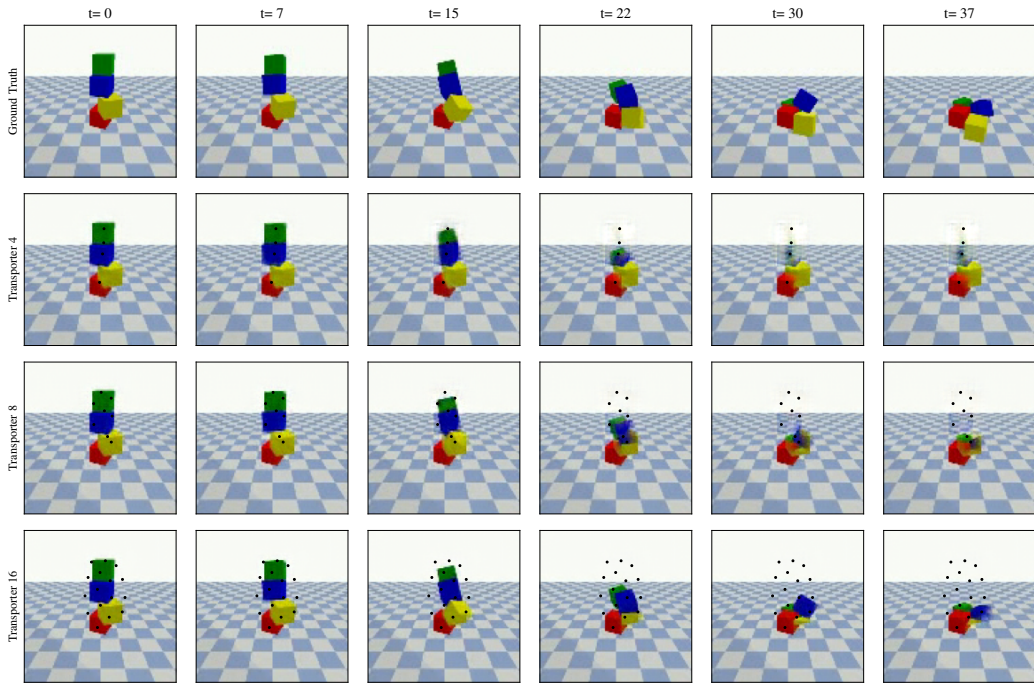 t= 0
t= 7
t= 15
t= 22
t= 30
t= 37
Ground Truth
Transporter 4
Transporter 8
Transporter 16